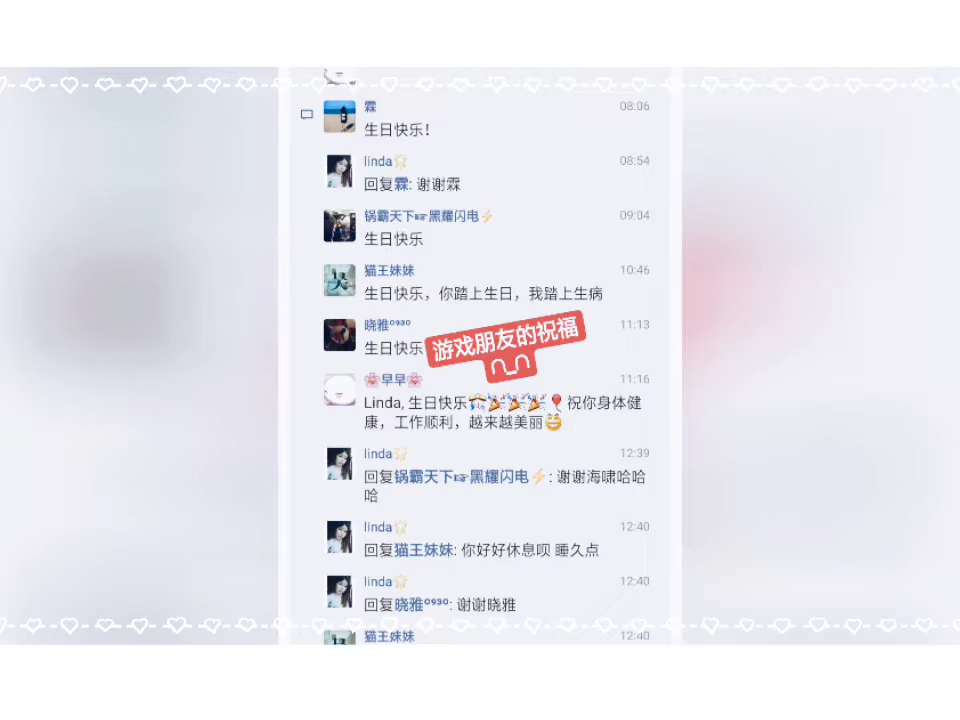 霖
08:06
生日快乐!
linda🌟
08:54
回复霖: 谢谢霖
锅霸天下☞黑耀闪电⚡
09:04
生日快乐
猫王妹妹
10:46
生日快乐，你踏上生日，我踏上生病
晓雅⁰⁹³⁰
11:13
生日快乐
游戏朋友的祝福
🌸早早🌸
11:16
Linda, 生日快乐🎊🎉🎉🎉🎈祝你身体健
康，工作顺利，越来越美丽😁
linda🌟
12:39
回复锅霸天下☞黑耀闪电⚡: 谢谢海啸哈哈
哈
linda🌟
12:40
回复猫王妹妹: 你好好休息呗 睡久点
linda🌟
12:40
回复晓雅⁰⁹³⁰: 谢谢晓雅
猫王妹妹
12:40